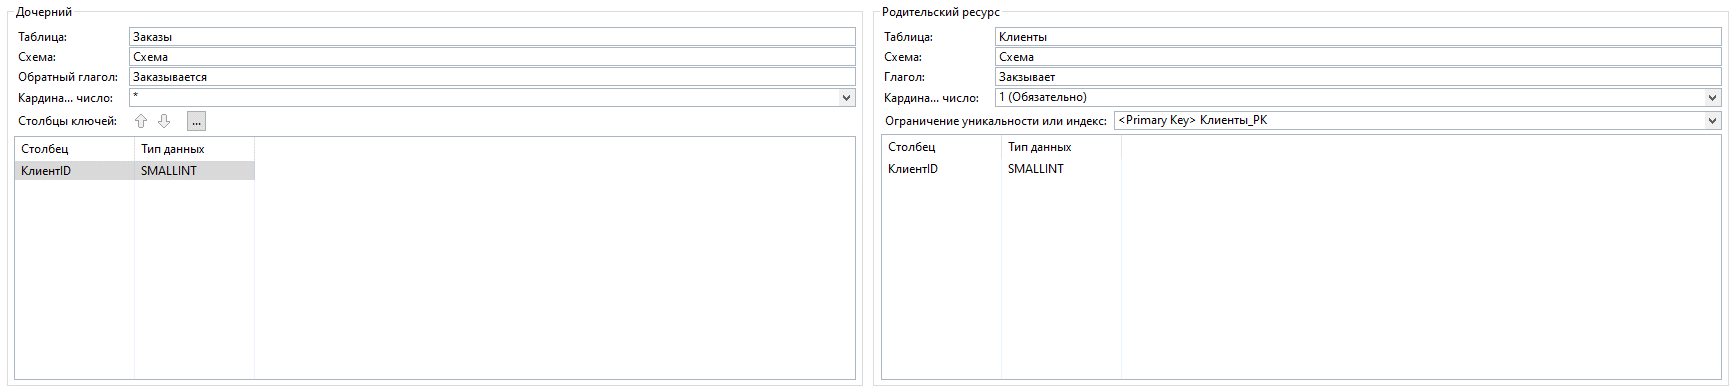 Дочерний
Таблица: Заказы
Схема: Схема
Обратный глагол: Заказывается
Кардина... число: *
Столбцы ключей: ...
Столбец Тип данных
КлиентID SMALLINT
Родительский ресурс
Таблица: Клиенты
Схема: Схема
Глагол: Закзывает
Кардина... число: 1 (Обязательно)
Ограничение уникальности или индекс: <Primary Key> Клиенты_PK
Столбец Тип данных
КлиентID SMALLINT